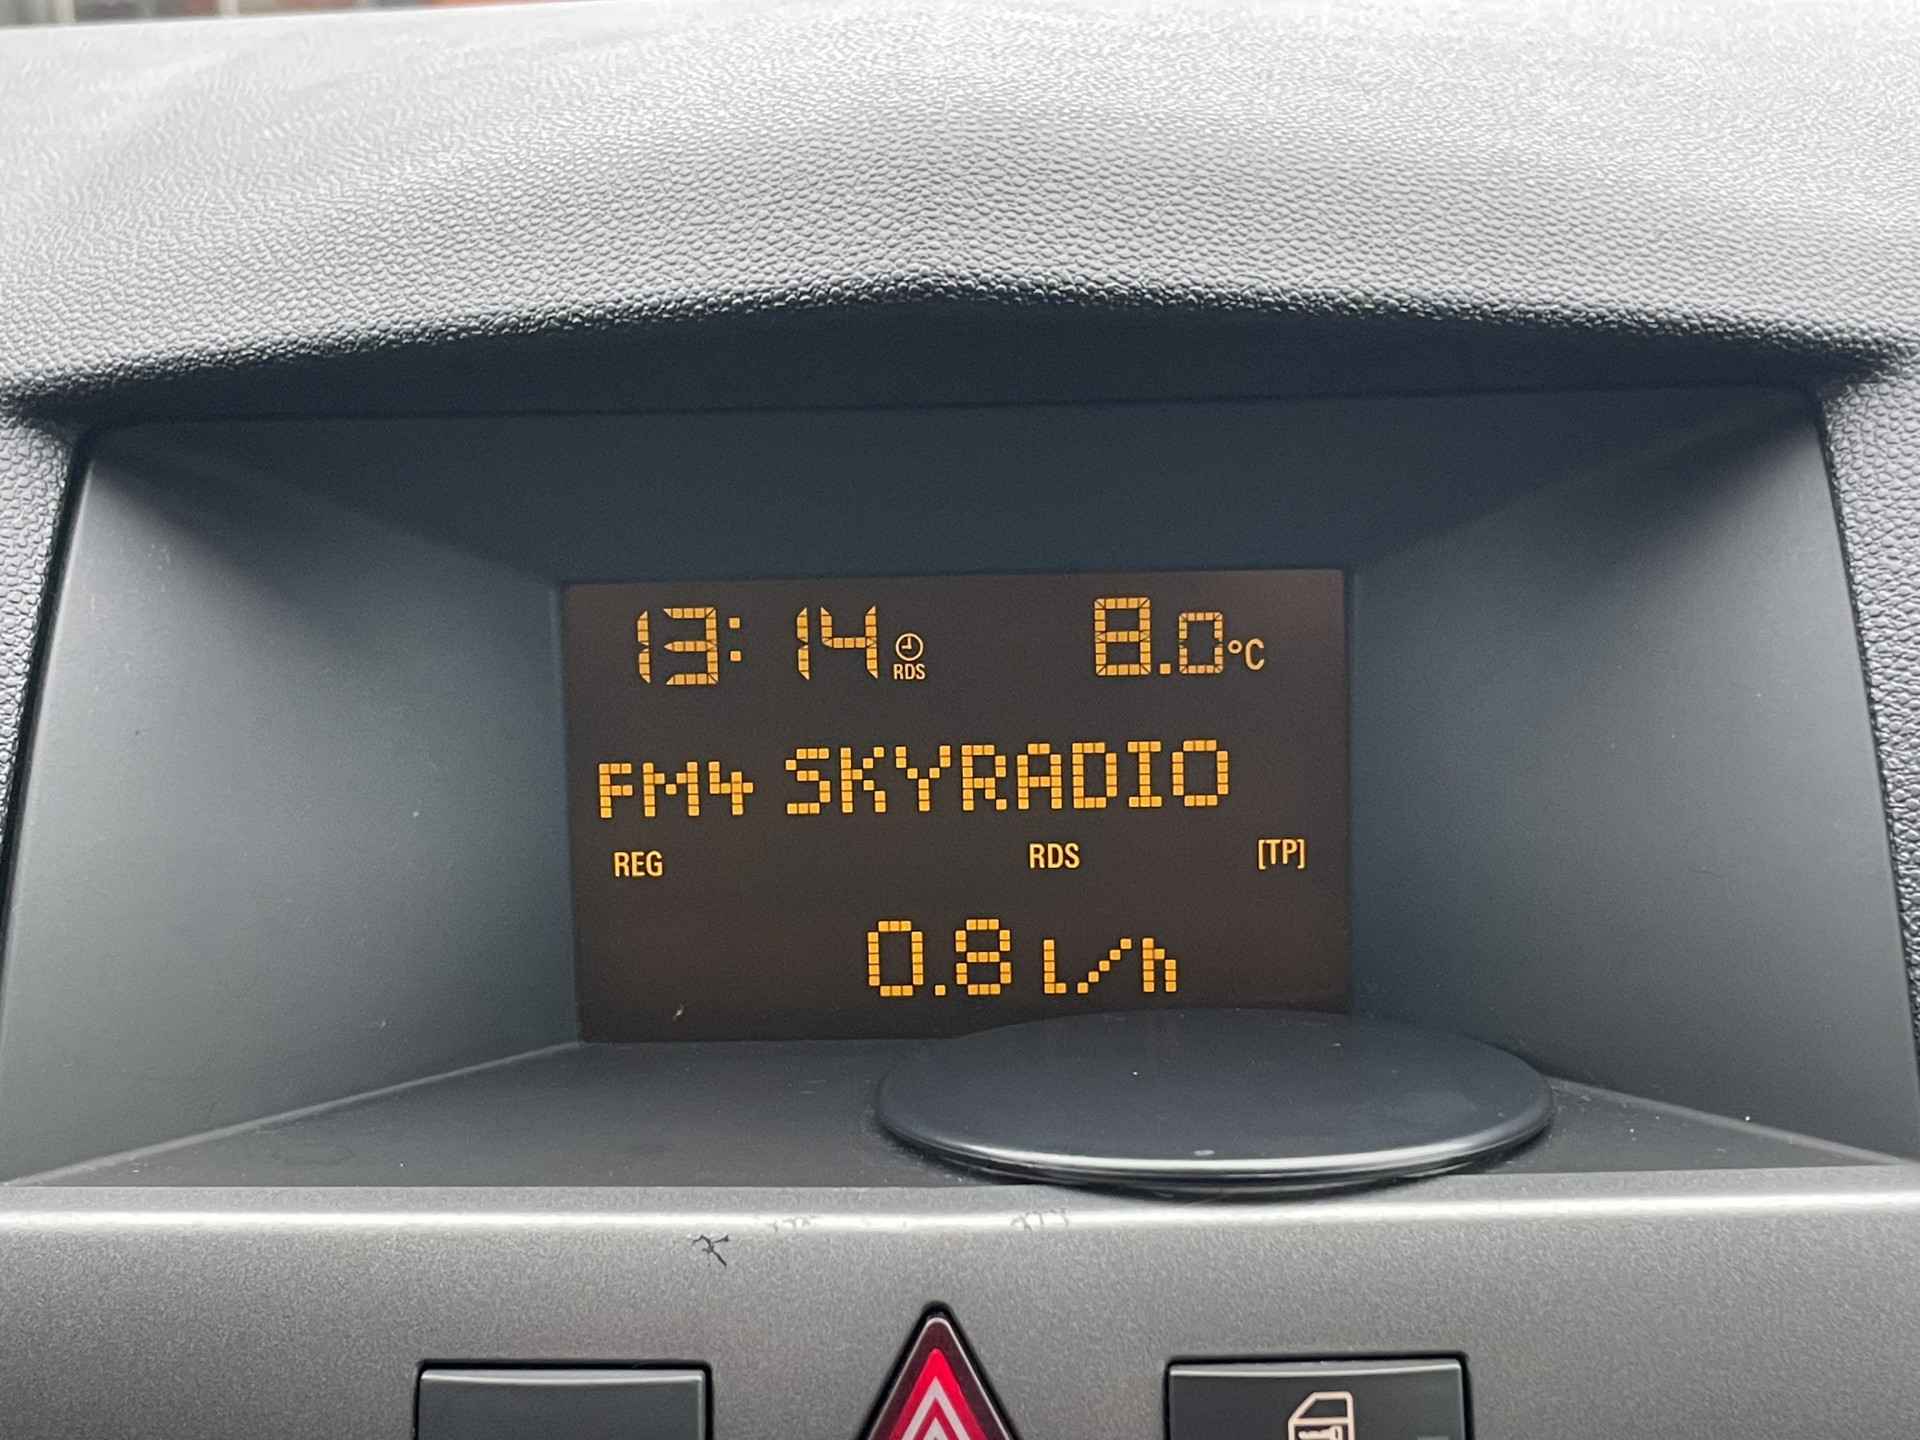 13:14 RDS 8.0°C
FM4 SKYRADIO
REG RDS [TP]
0.8 l/h